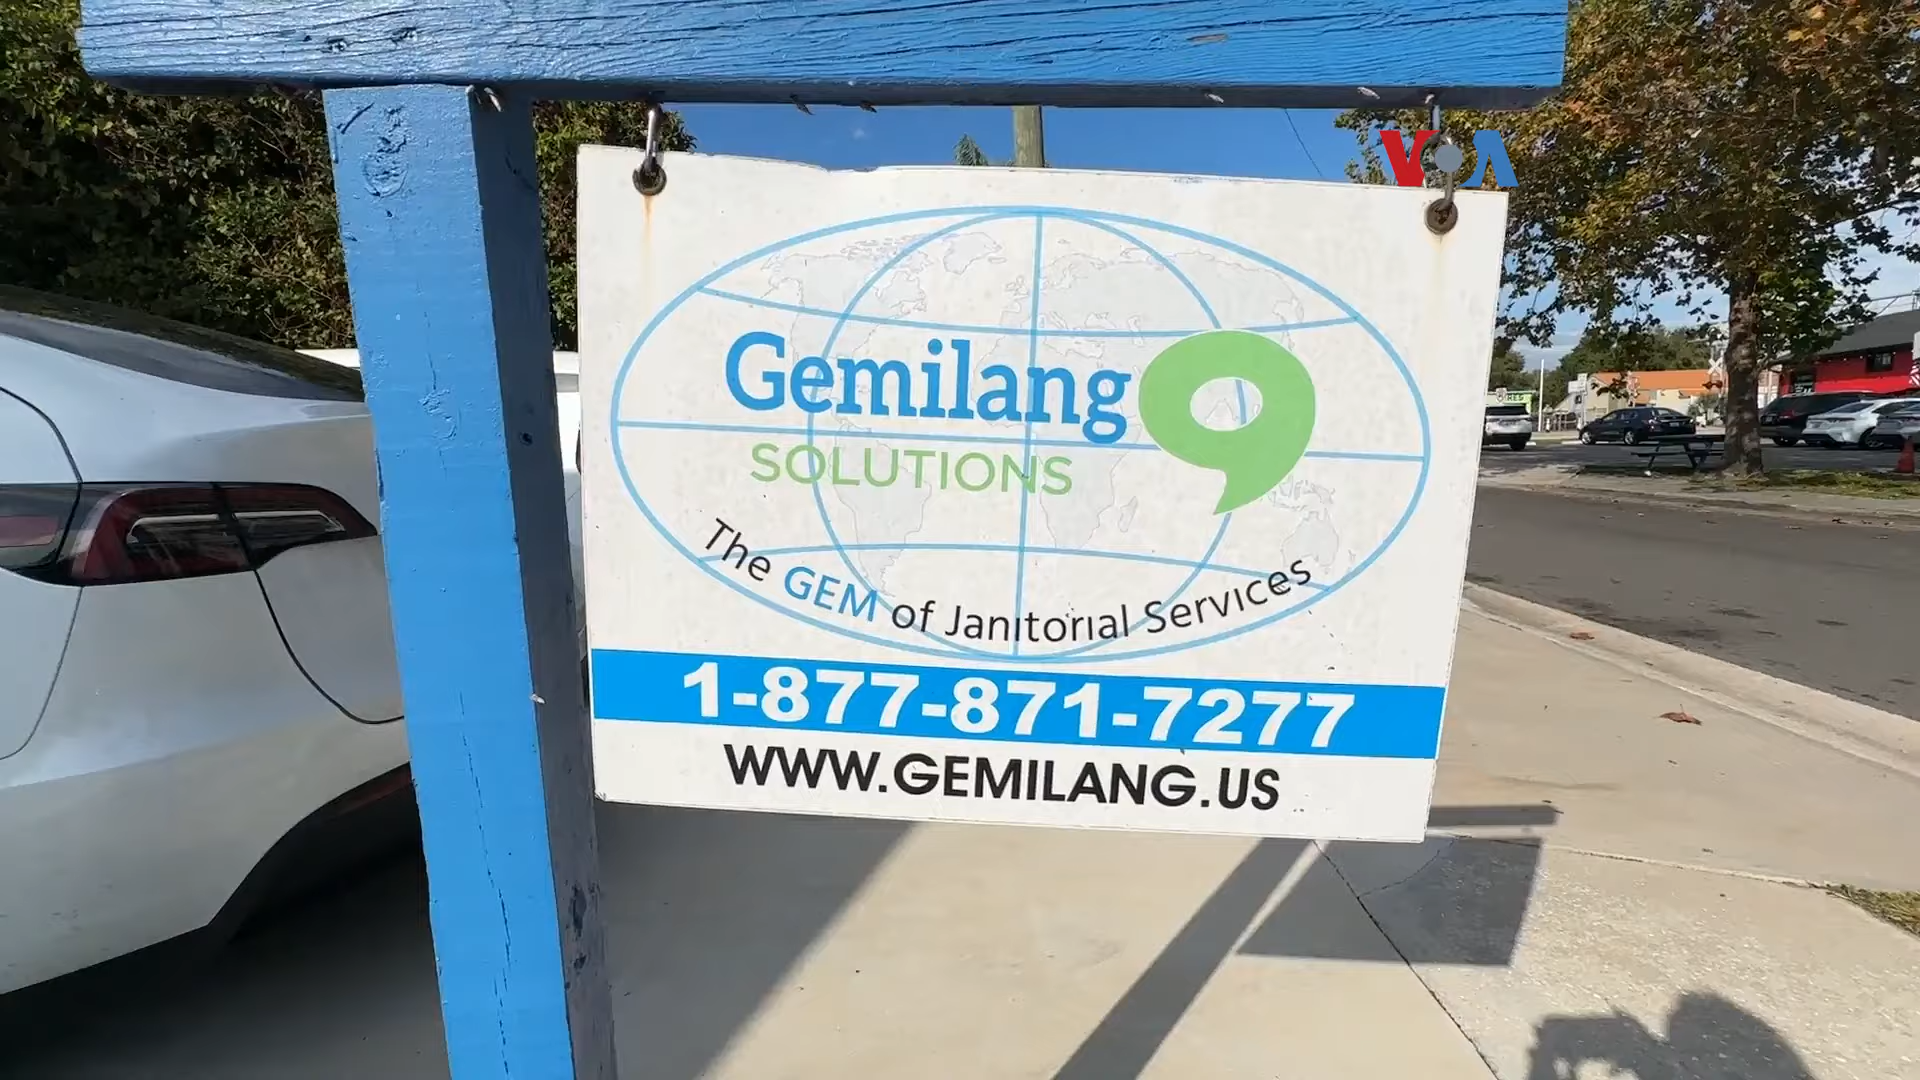 VOA
Gemilang
SOLUTIONS
The GEM of Janitorial Services
1-877-871-7277
WWW.GEMILANG.US